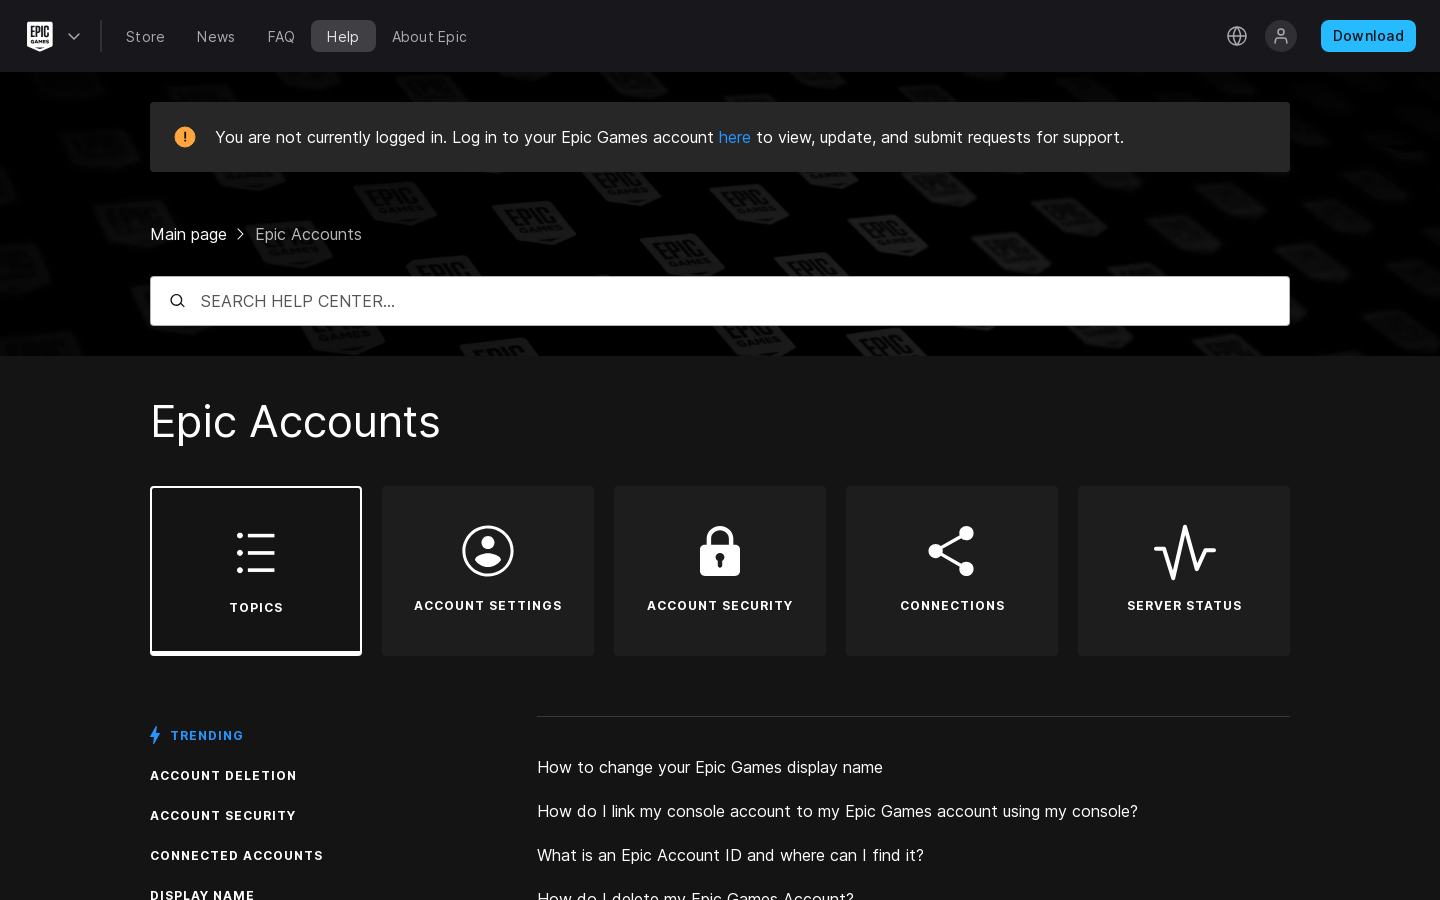 EPIC GAMES
Store
News
FAQ
Help
About Epic
Download
You are not currently logged in. Log in to your Epic Games account here to view, update, and submit requests for support.
Main page > Epic Accounts
SEARCH HELP CENTER...
Epic Accounts
TOPICS
ACCOUNT SETTINGS
ACCOUNT SECURITY
CONNECTIONS
SERVER STATUS
TRENDING
ACCOUNT DELETION
ACCOUNT SECURITY
CONNECTED ACCOUNTS
DISPLAY NAME
How to change your Epic Games display name
How do I link my console account to my Epic Games account using my console?
What is an Epic Account ID and where can I find it?
How do I delete my Epic Games Account?